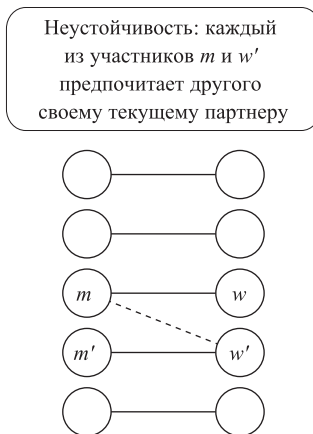 Неустойчивость: каждый
из участников m и w′
предпочитает другого
своему текущему партнеру
m w
m′ w′